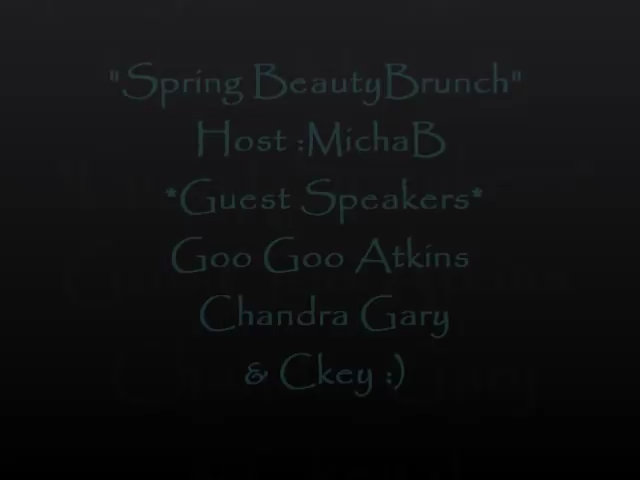 "Spring BeautyBrunch"
Host :MichaB
*Guest Speakers*
Goo Goo Atkins
Chandra Gary
& Ckey :)